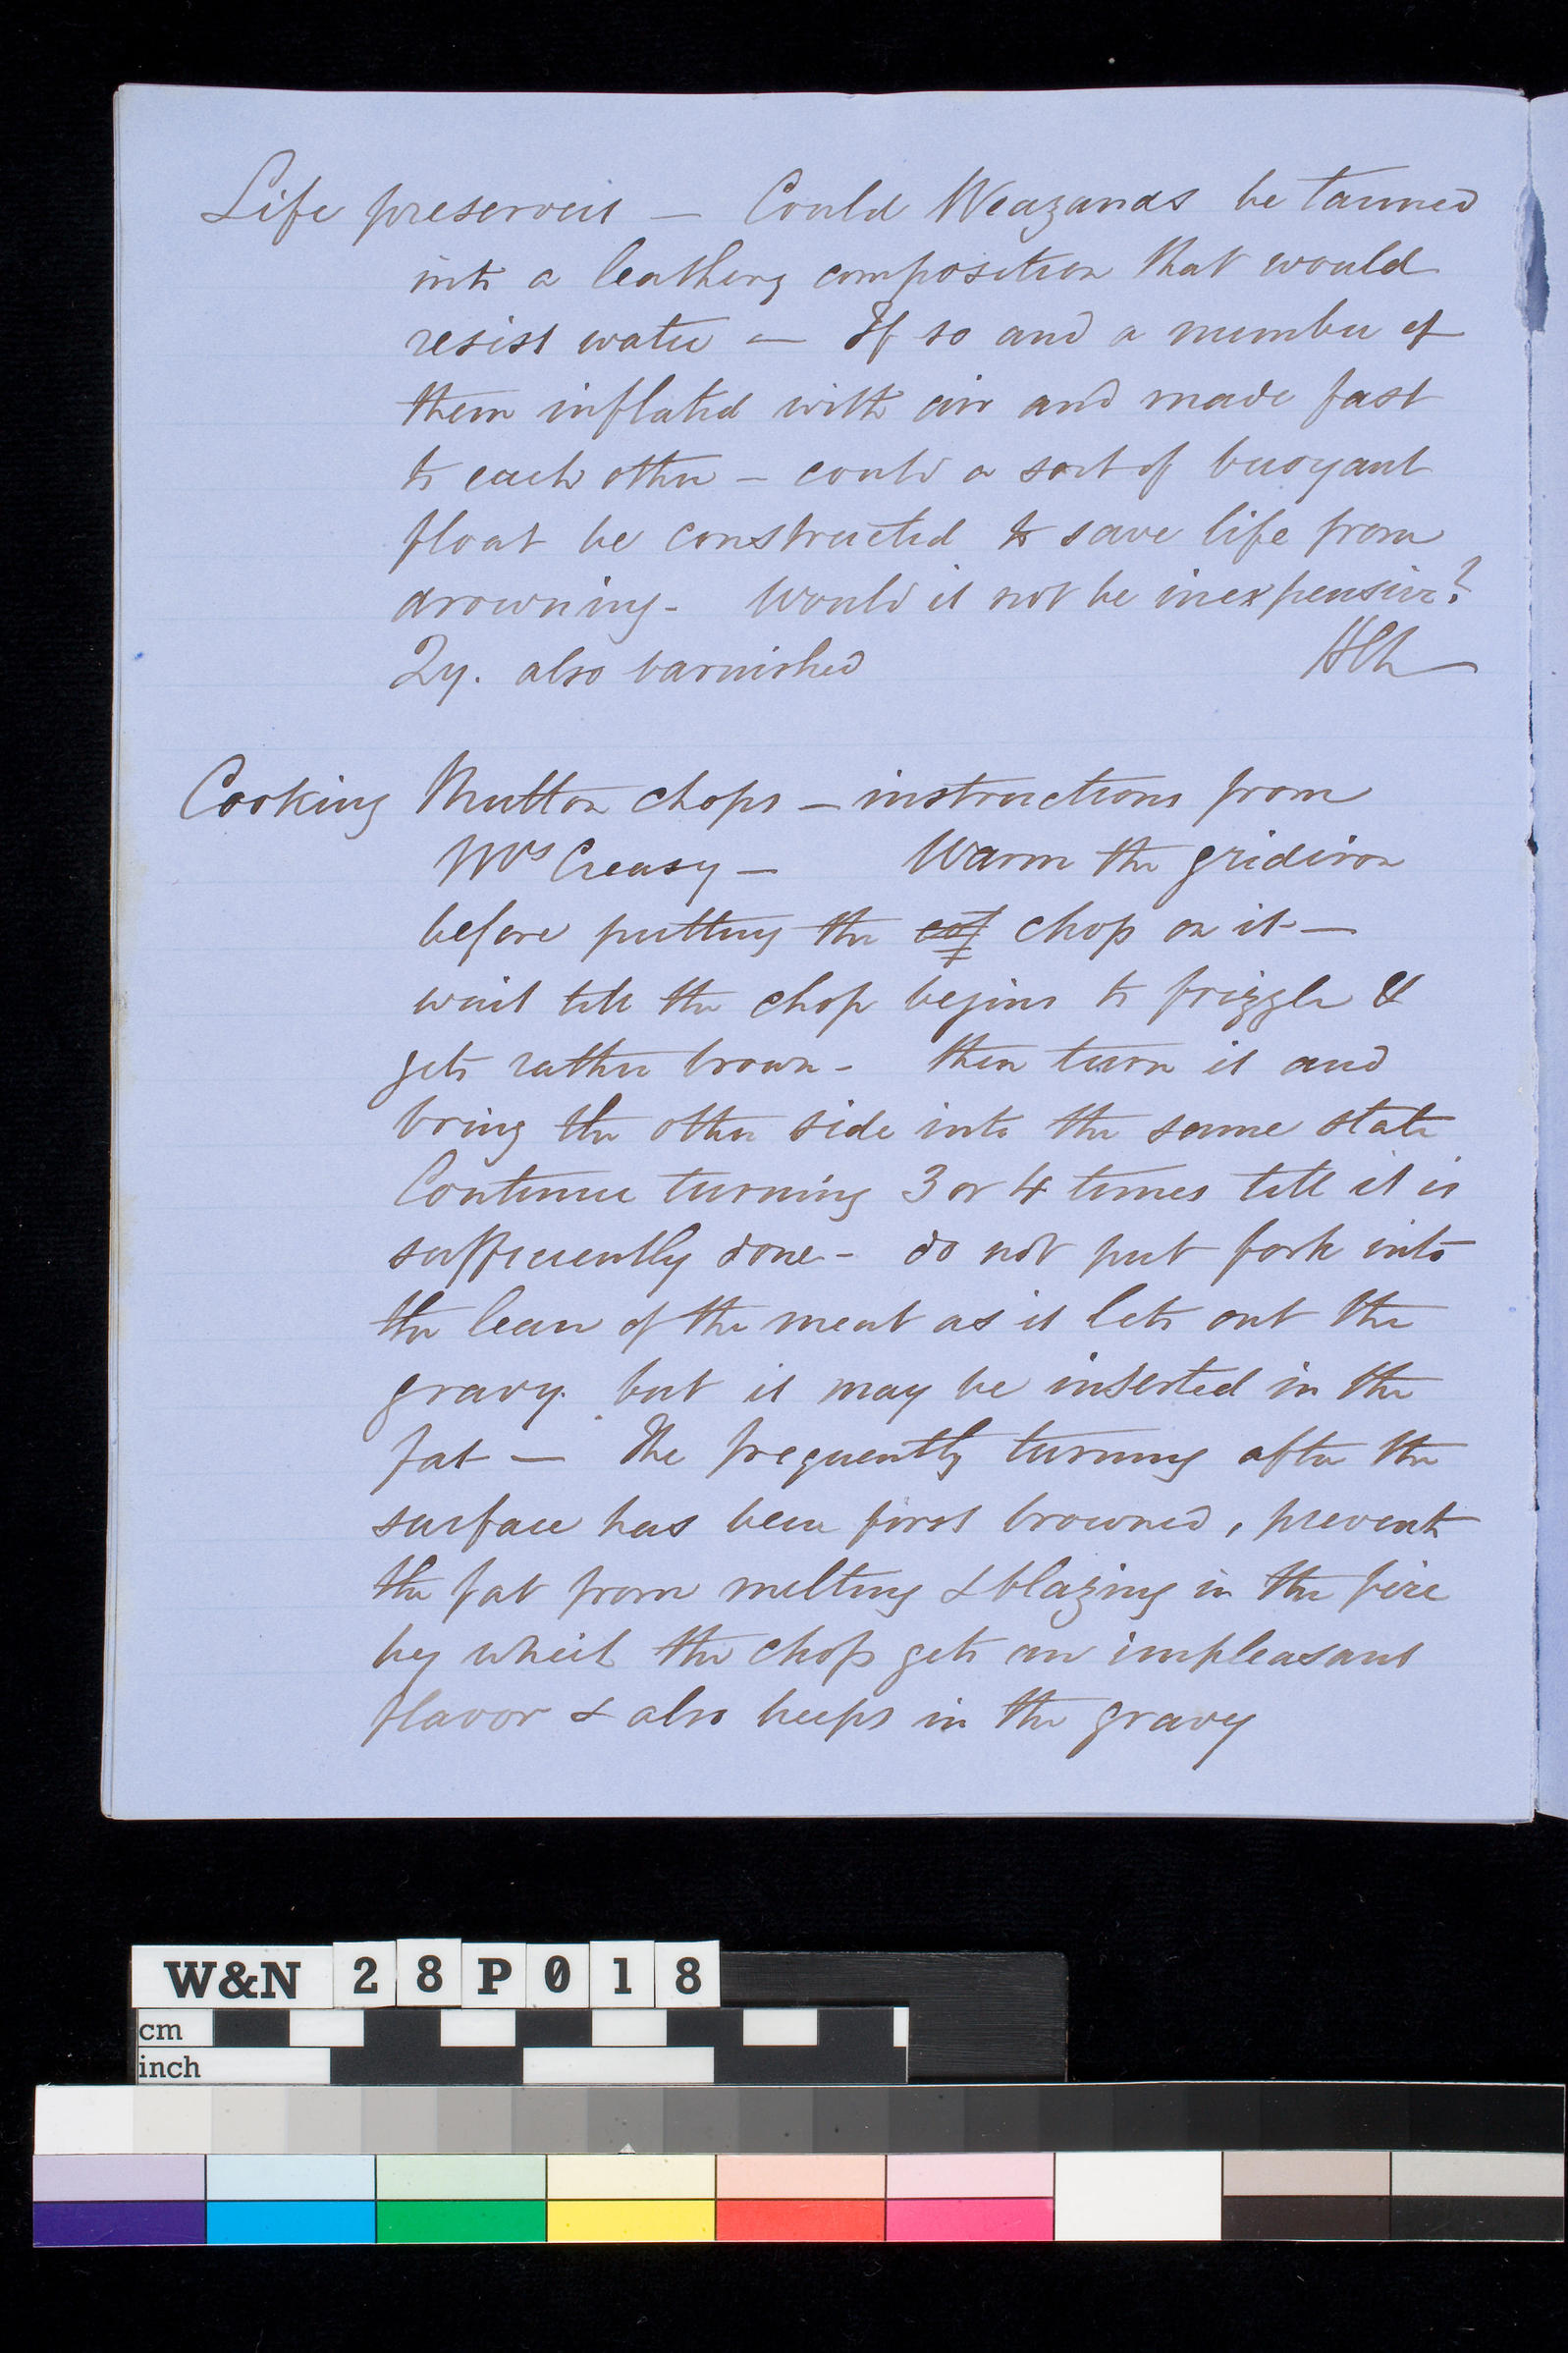 Life preservers — Could Weazands be tanned
into a leathery composition that would
resist water — If so and a number of
them inflated with air and made fast
to each other – could a sort of buoyant
float be constructed to save life from
drowning – Would it not be inexpensive?
Qy. also varnished
Cooking Mutton chops – instructions from
Mrs Creasy – Warm the gridiron
before putting the chop on it —
wait till the chop begins to frizzle &
gets rather brown – then turn it and
bring the other side into the same state
Continue turning 3 or 4 times till it is
sufficiently done – do not put fork into
the lean of the meat as it lets out the
gravy. but it may be inserted in the
fat — The frequently turning after the
surface has been first browned, prevents
the fat from melting & blazing in the fire
by which the chop gets an unpleasant
flavor & also keeps in the gravy
W&N 28P018
cm
inch